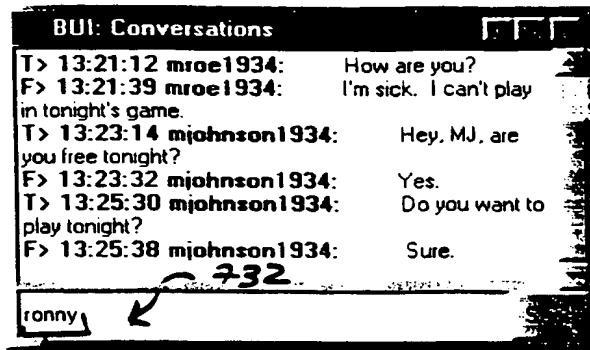 BUI: Conversations
T> 13:21:12 mroe1934: How are you?
F> 13:21:39 mroe1934: I'm sick. I can't play
in tonight's game.
T> 13:23:14 mjohnson1934: Hey, MJ, are
you free tonight?
F> 13:23:32 mjohnson1934: Yes.
T> 13:25:30 mjohnson1934: Do you want to
play tonight?
F> 13:25:38 mjohnson1934: Sure.
732
ronny